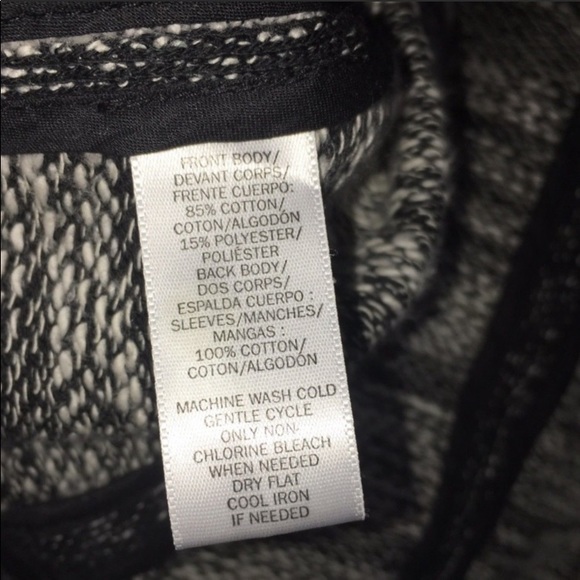 FRONT BODY/
DEVANT CORPS/
FRENTE CUERPO:
85% COTTON/
COTON/ALGODÓN
15% POLYESTER/
POLIÉSTER
BACK BODY/
DOS CORPS/
ESPALDA CUERPO :
SLEEVES/MANCHES/
MANGAS :
100% COTTON/
COTON/ALGODÓN
MACHINE WASH COLD
GENTLE CYCLE
ONLY NON-
CHLORINE BLEACH
WHEN NEEDED
DRY FLAT
COOL IRON
IF NEEDED